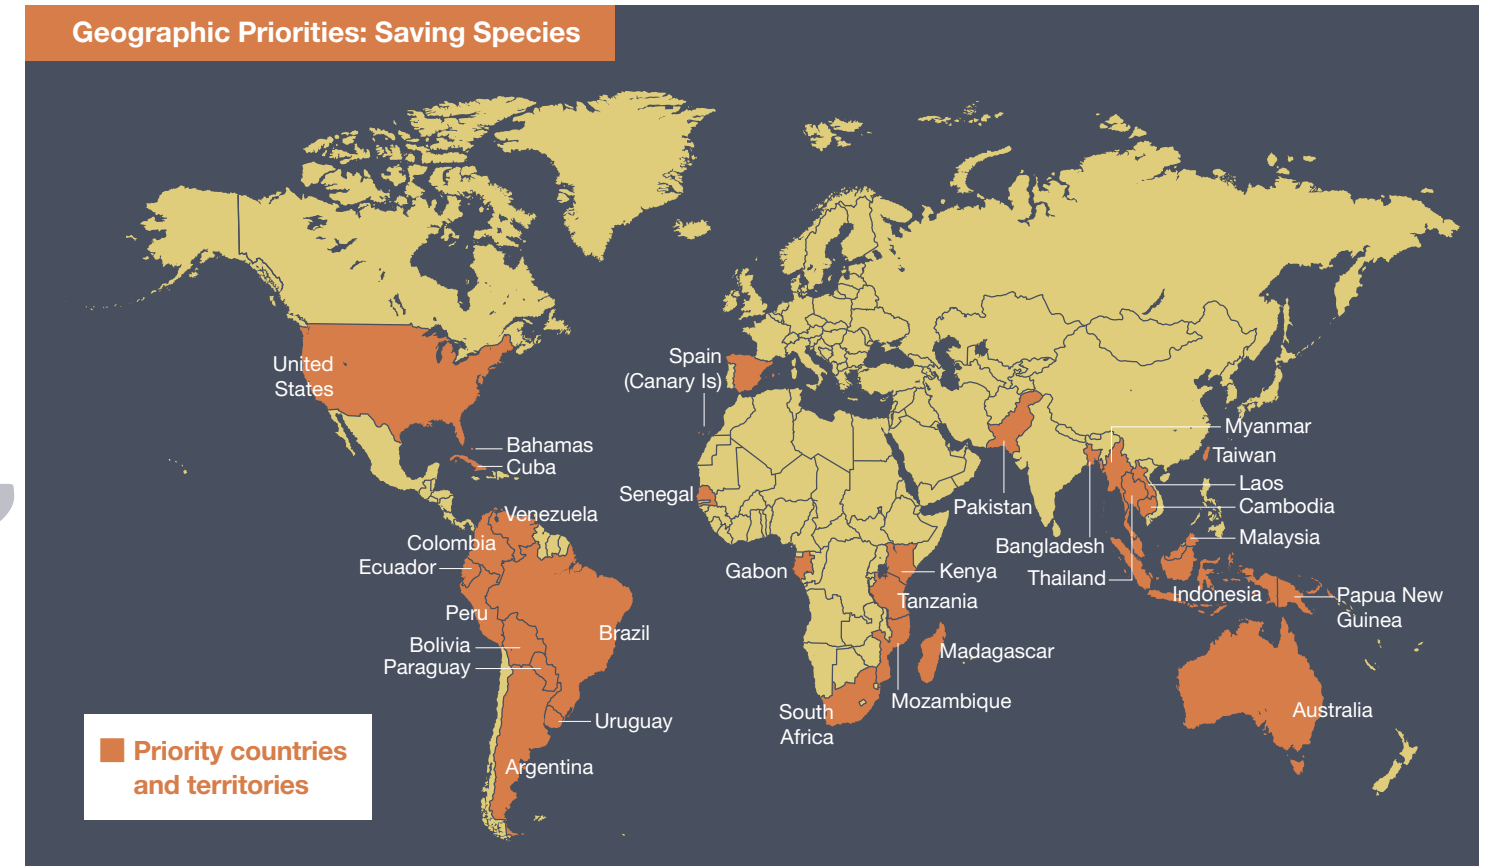 Geographic Priorities: Saving Species
United
States
Spain
(Canary Is)
Bahamas
Cuba
Senegal
Venezuela
Colombia
Ecuador
Peru
Bolivia
Paraguay
Brazil
Uruguay
Argentina
Gabon
Kenya
Tanzania
Madagascar
Mozambique
South
Africa
Pakistan
Bangladesh
Thailand
Myanmar
Taiwan
Laos
Cambodia
Malaysia
Indonesia
Papua New
Guinea
Australia
Priority countries
and territories